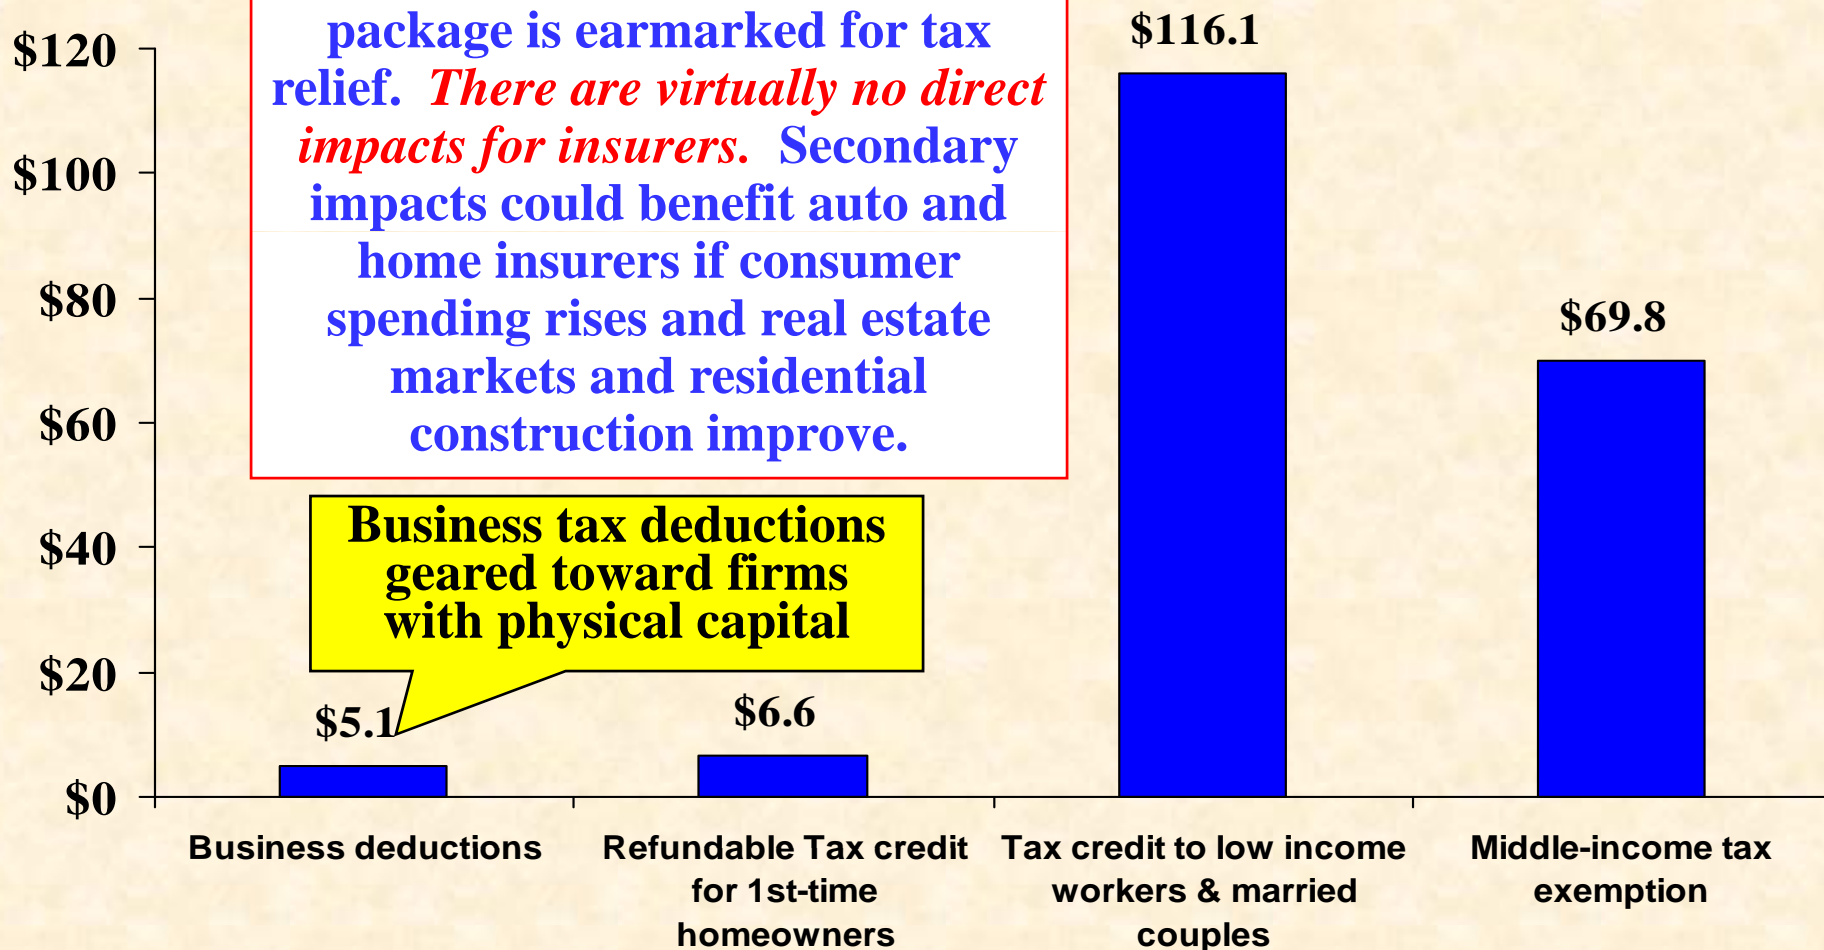 package is earmarked for tax
relief. There are virtually no direct
impacts for insurers. Secondary
impacts could benefit auto and
home insurers if consumer
spending rises and real estate
markets and residential
construction improve.
Business tax deductions
geared toward firms
with physical capital
$120
$100
$80
$60
$40
$20
$0
$5.1
$6.6
$116.1
$69.8
Business deductions
Refundable Tax credit
for 1st-time
homeowners
Tax credit to low income
workers & married
couples
Middle-income tax
exemption